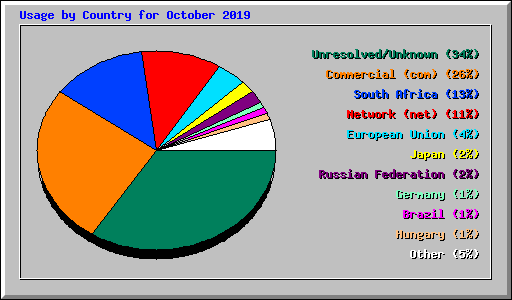 Usage by Country for October 2019
Unresolved/Unknown (34%)
Commercial (com) (26%)
South Africa (13%)
Network (net) (11%)
European Union (4%)
Japan (2%)
Russian Federation (2%)
Germany (1%)
Brazil (1%)
Hungary (1%)
Other (5%)